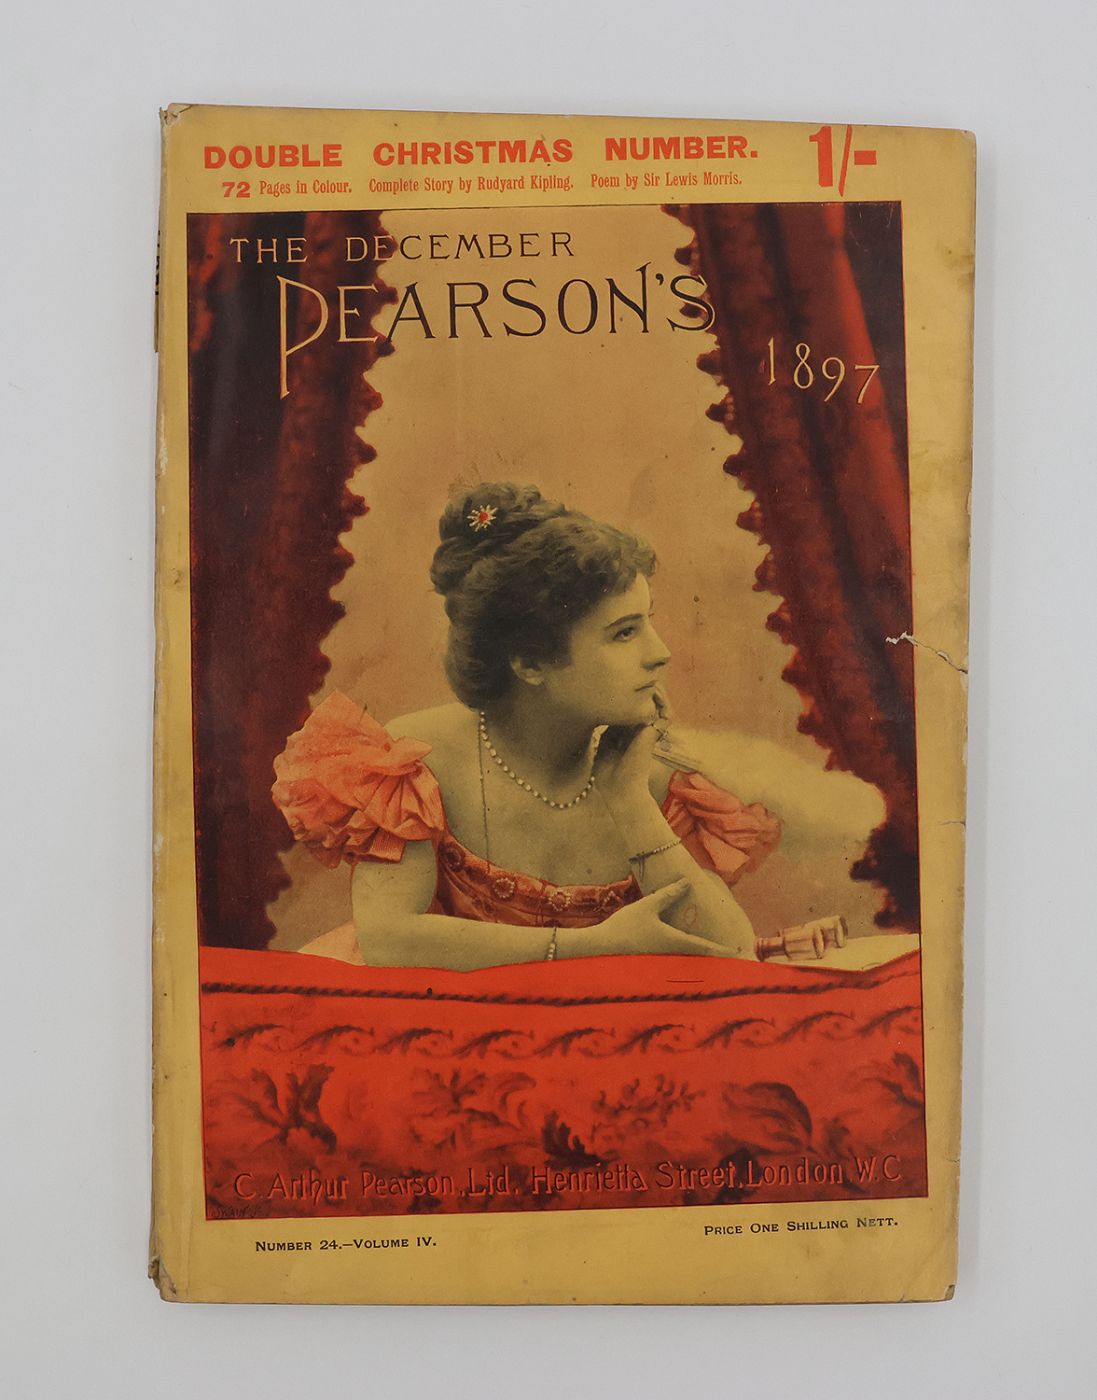 DOUBLE CHRISTMAS NUMBER. 1/-
72 Pages in Colour. Complete Story by Rudyard Kipling. Poem by Sir Lewis Morris.
THE DECEMBER
PEARSON'S
1897
C. Arthur Pearson, Ltd. Henrietta Street, London, W.C
NUMBER 24.—VOLUME IV.
PRICE ONE SHILLING NETT.